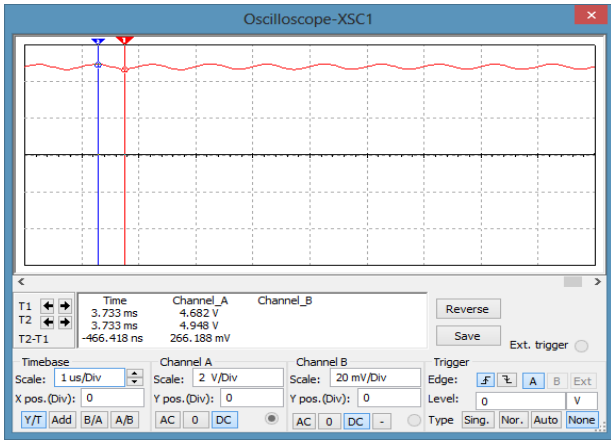 Oscilloscope-XSC1
Time Channel_A Channel_B
T1 3.733 ms 4.682 V
T2 3.733 ms 4.948 V
T2-T1 -466.418 ns 266.188 mV
Reverse
Save
Ext. trigger
Timebase
Scale: 1 us/Div
X pos.(Div): 0
Y/T Add B/A A/B
Channel A
Scale: 2 V/Div
Y pos.(Div): 0
AC 0 DC
Channel B
Scale: 20 mV/Div
Y pos.(Div): 0
AC 0 DC -
Trigger
Edge: A B Ext
Level: 0 V
Type Sing. Nor. Auto None